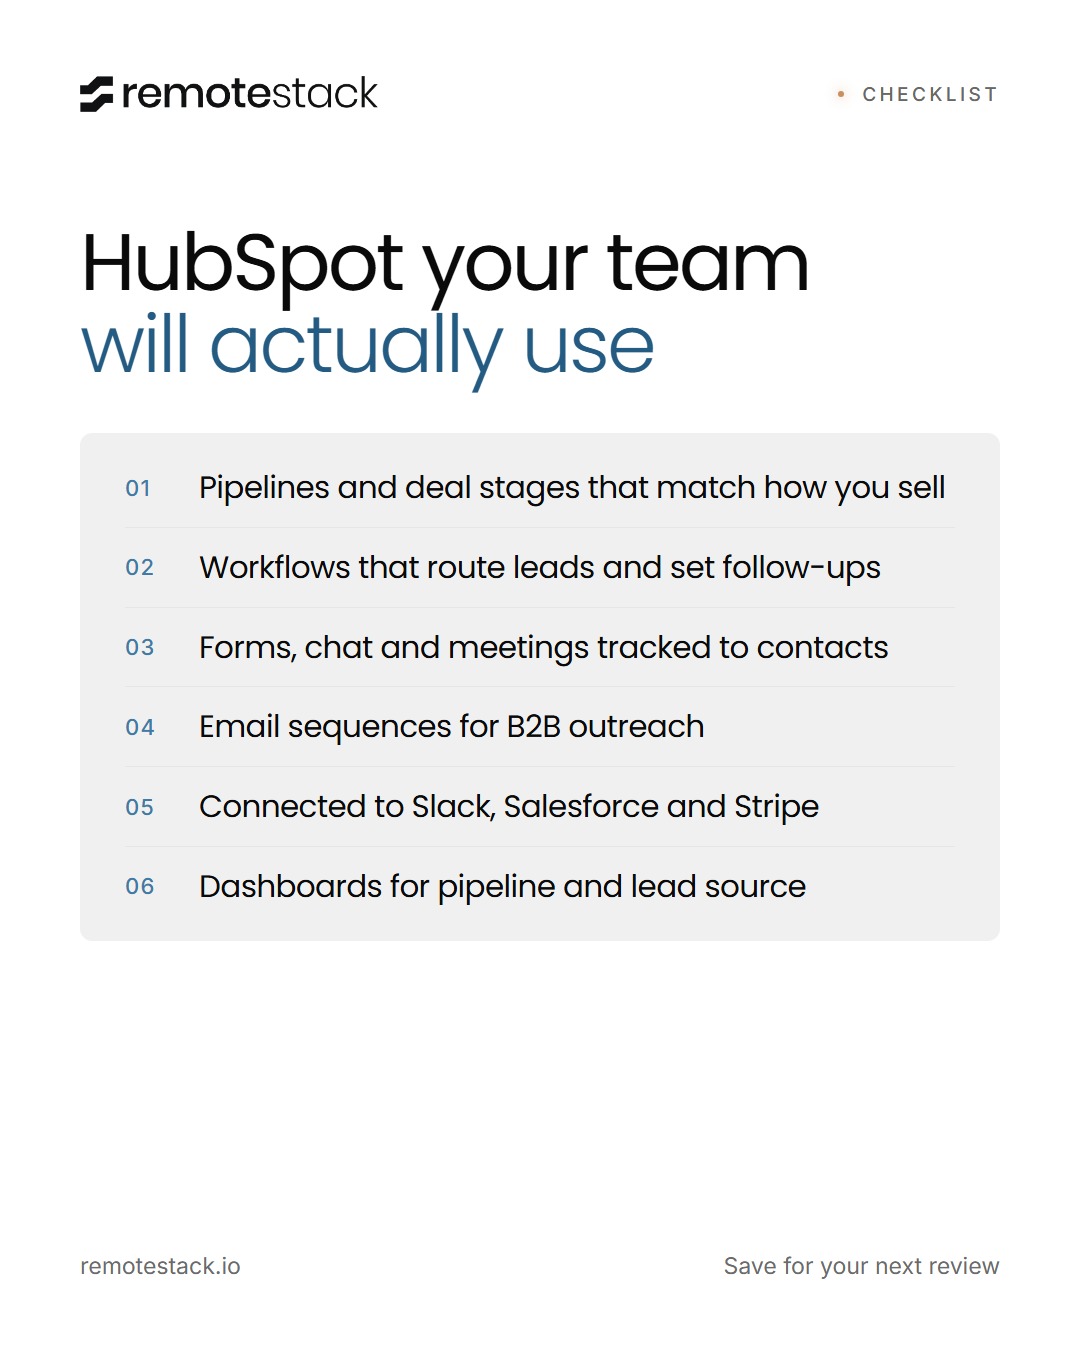 remotestack
CHECKLIST
HubSpot your team
will actually use
01 Pipelines and deal stages that match how you sell
02 Workflows that route leads and set follow-ups
03 Forms, chat and meetings tracked to contacts
04 Email sequences for B2B outreach
05 Connected to Slack, Salesforce and Stripe
06 Dashboards for pipeline and lead source
remotestack.io
Save for your next review